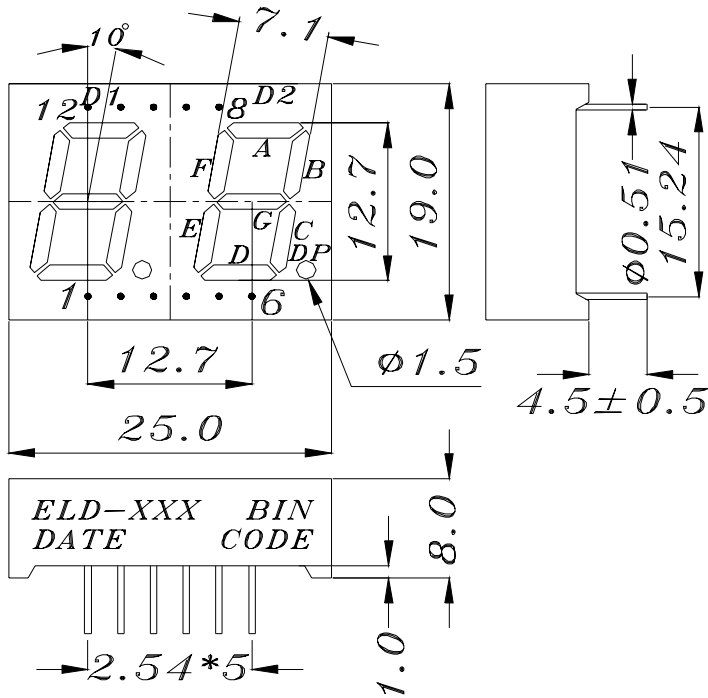 10°
7.1
12 D1 8 D2
A
F B
12.7
19.0
E G C
D DP
1 6
12.7
ϕ1.5
25.0
ϕ0.51
15.24
4.5±0.5
ELD-XXX BIN
DATE CODE
8.0
2.54*5
1.0